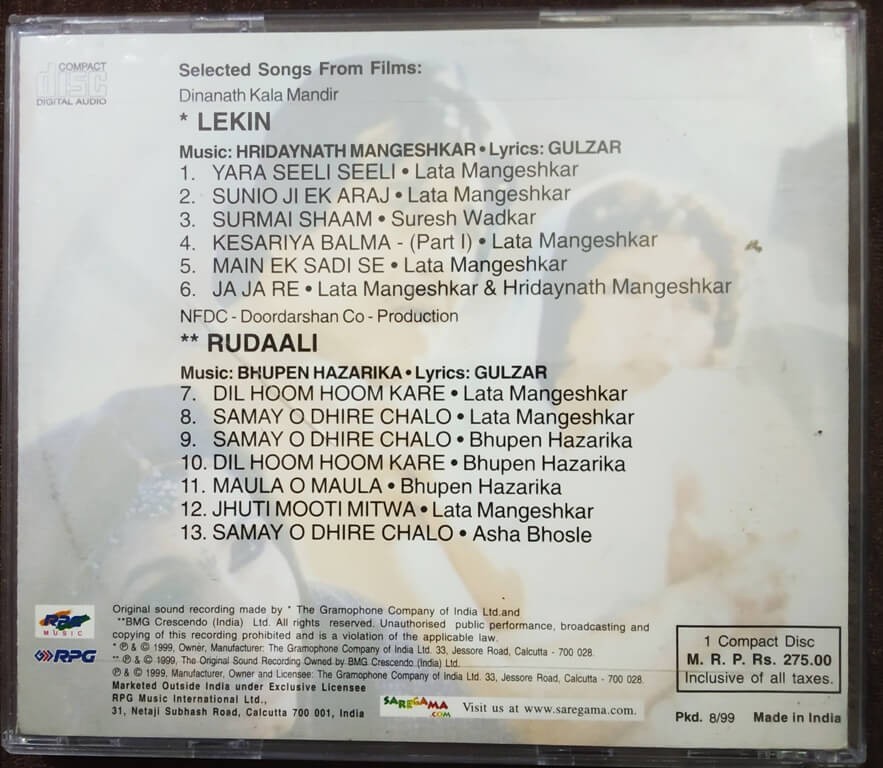 COMPACT
disc
DIGITAL AUDIO
Selected Songs From Films:
Dinanath Kala Mandir
* LEKIN
Music: HRIDAYNATH MANGESHKAR • Lyrics: GULZAR
1. YARA SEELI SEELI • Lata Mangeshkar
2. SUNIO JI EK ARAJ • Lata Mangeshkar
3. SURMAI SHAAM • Suresh Wadkar
4. KESARIYA BALMA - (Part I) • Lata Mangeshkar
5. MAIN EK SADI SE • Lata Mangeshkar
6. JA JA RE • Lata Mangeshkar & Hridaynath Mangeshkar
NFDC - Doordarshan Co - Production
** RUDAALI
Music: BHUPEN HAZARIKA • Lyrics: GULZAR
7. DIL HOOM HOOM KARE • Lata Mangeshkar
8. SAMAY O DHIRE CHALO • Lata Mangeshkar
9. SAMAY O DHIRE CHALO • Bhupen Hazarika
10. DIL HOOM HOOM KARE • Bhupen Hazarika
11. MAULA O MAULA • Bhupen Hazarika
12. JHUTI MOOTI MITWA • Lata Mangeshkar
13. SAMAY O DHIRE CHALO • Asha Bhosle
RPG
MUSIC
RPG
Original sound recording made by * The Gramophone Company of India Ltd.and
**BMG Crescendo (India) Ltd. All rights reserved. Unauthorised public performance, broadcasting and
copying of this recording prohibited and is a violation of the applicable law.
* ℗ & © 1999, Owner, Manufacturer: The Gramophone Company of India Ltd. 33, Jessore Road, Calcutta - 700 028.
** ℗ & © 1999, The Original Sound Recording Owned by BMG Crescendo (India) Ltd.
℗ & © 1999, Manufacturer, Owner and Licensee: The Gramophone Company of India Ltd. 33, Jessore Road, Calcutta - 700 028.
Marketed Outside India under Exclusive Licensee
RPG Music International Ltd.,
31, Netaji Subhash Road, Calcutta 700 001, India
SAREGAMA
.COM
Visit us at www.saregama.com.
1 Compact Disc
M. R. P. Rs. 275.00
Inclusive of all taxes.
Pkd. 8/99 Made in India